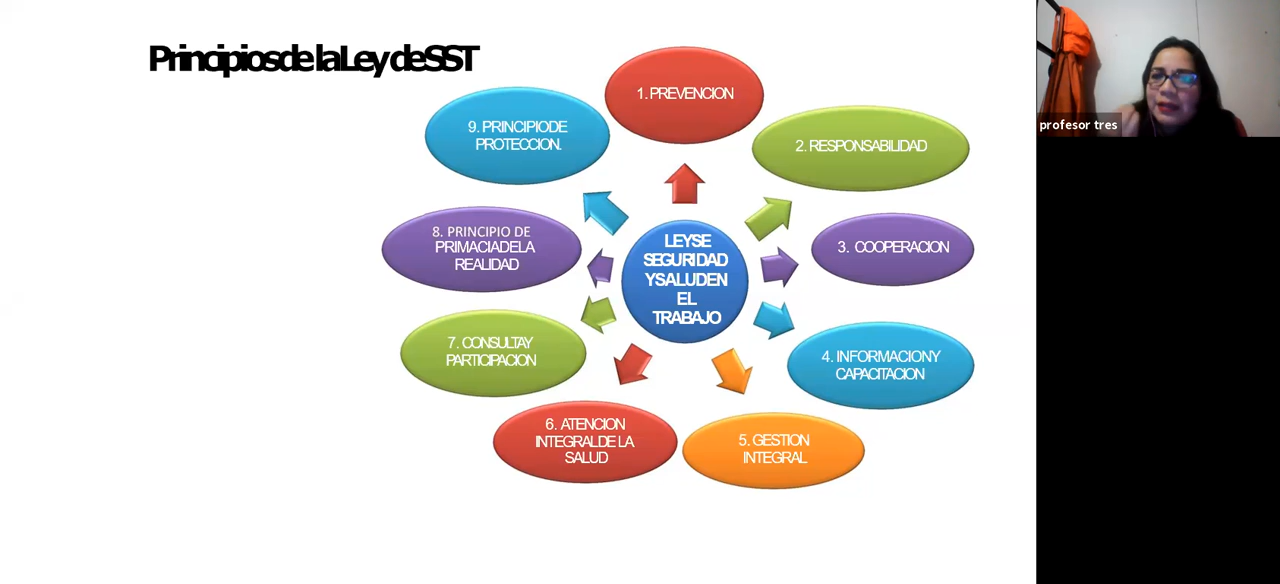 Principios de la Ley de SST
1. PREVENCION
2. RESPONSABILIDAD
3. COOPERACION
4. INFORMACION Y
CAPACITACION
5. GESTION
INTEGRAL
6. ATENCION
INTEGRAL DE LA
SALUD
7. CONSULTA Y
PARTICIPACION
8. PRINCIPIO DE
PRIMACIA DE LA
REALIDAD
9. PRINCIPIO DE
PROTECCION.
LEY SE
SEGURIDAD
Y SALUD EN
EL
TRABAJO
profesor tres